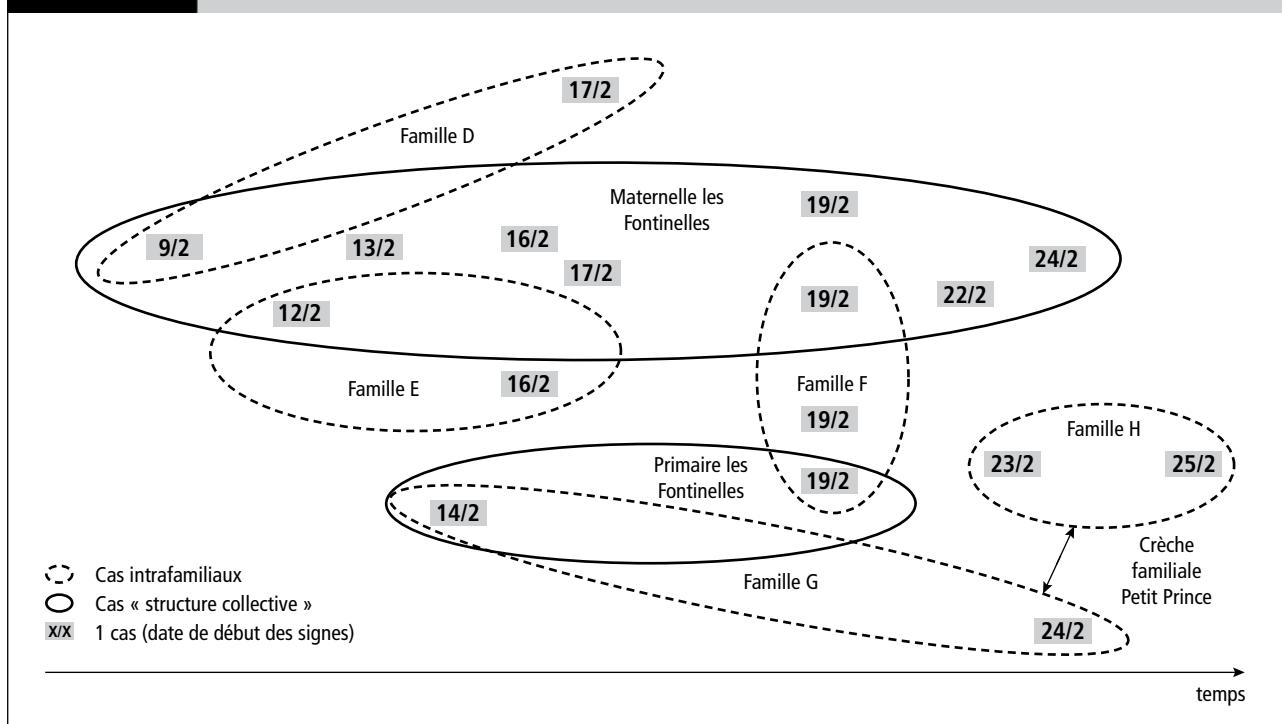 17/2
Famille D
Maternelle les
Fontinelles
19/2
9/2
13/2
16/2
17/2
24/2
12/2
19/2
22/2
Famille E
16/2
Famille F
19/2
Famille H
23/2
25/2
Primaire les
Fontinelles
19/2
14/2
Crèche
familiale
Petit Prince
Famille G
24/2
Cas intrafamiliaux
Cas « structure collective »
X/X 1 cas (date de début des signes)
temps